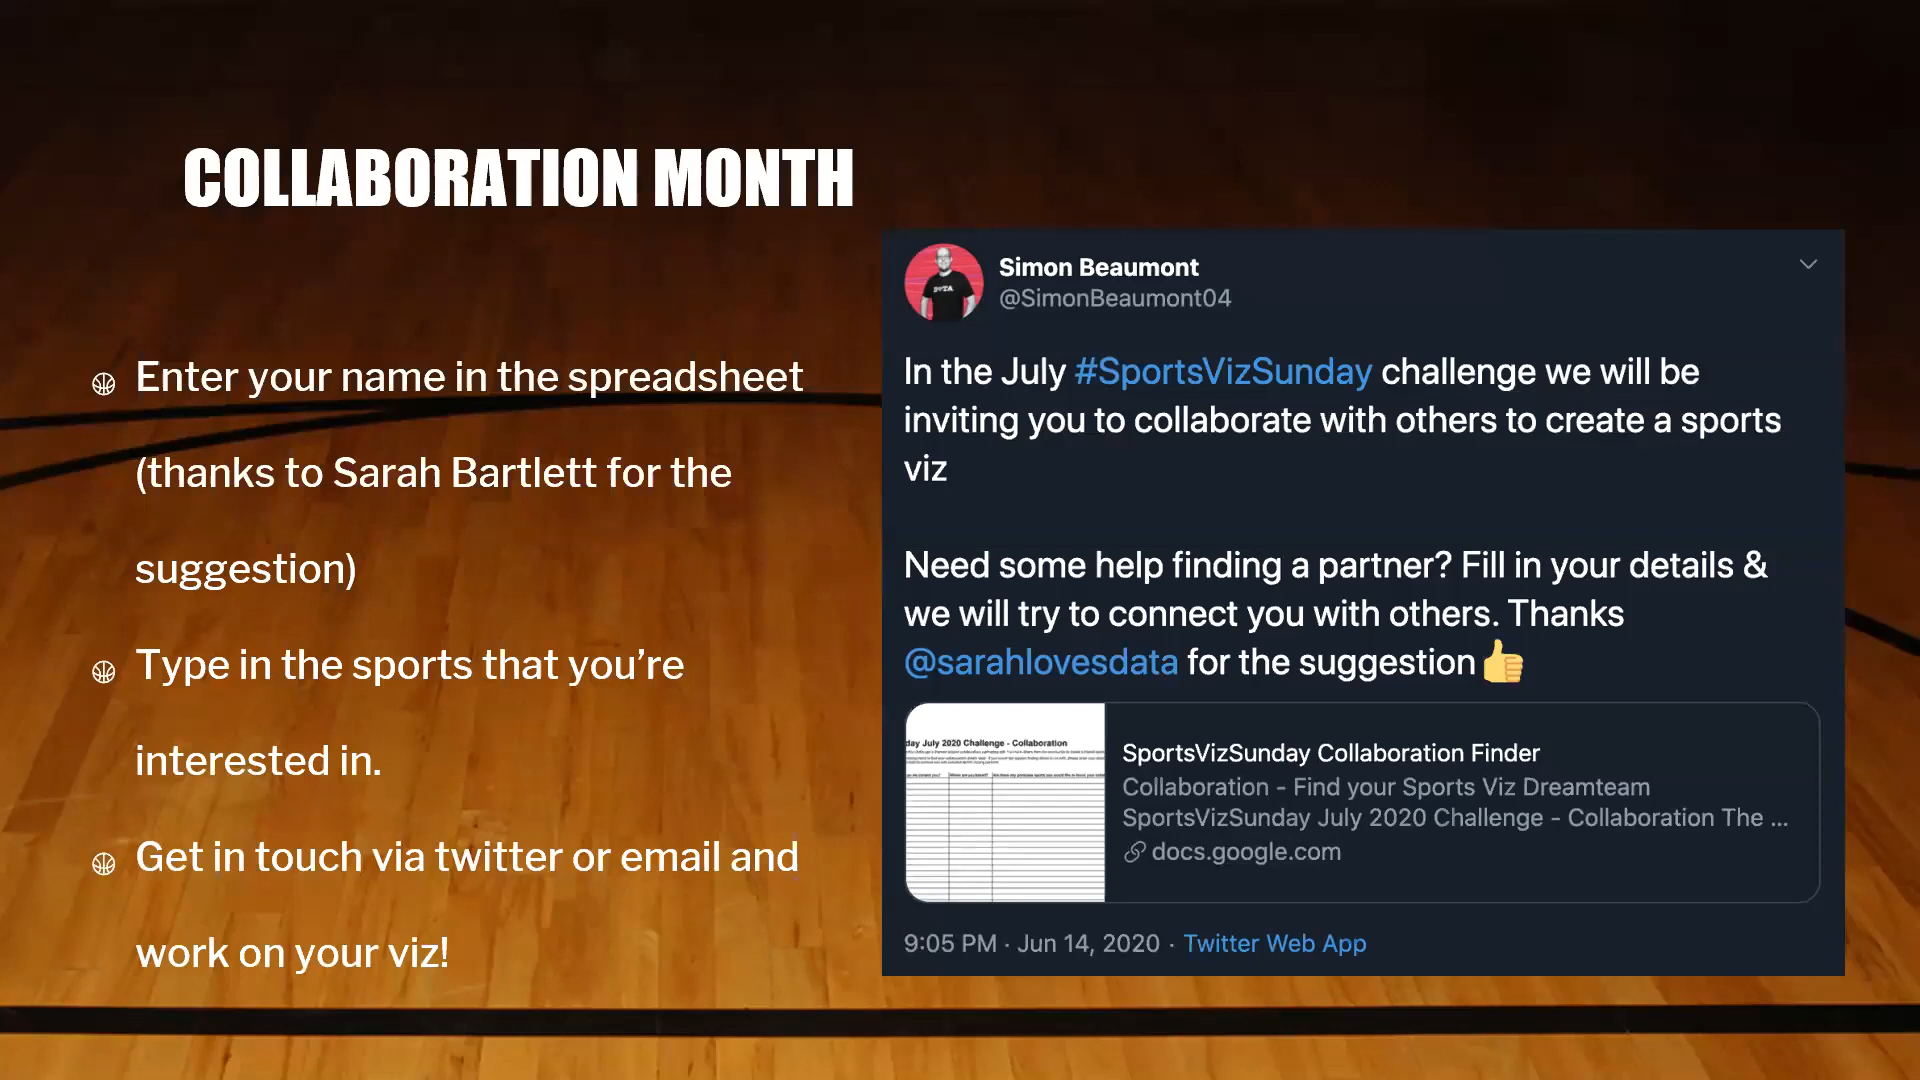 COLLABORATION MONTH
Enter your name in the spreadsheet
(thanks to Sarah Bartlett for the
suggestion)
Type in the sports that you’re
interested in.
Get in touch via twitter or email and
work on your viz!
Simon Beaumont
@SimonBeaumont04
In the July #SportsVizSunday challenge we will be
inviting you to collaborate with others to create a sports
viz
Need some help finding a partner? Fill in your details &
we will try to connect you with others. Thanks
@sarahlovesdata for the suggestion👍
day July 2020 Challenge - Collaboration
SportsVizSunday Collaboration Finder
Collaboration - Find your Sports Viz Dreamteam
SportsVizSunday July 2020 Challenge - Collaboration The ...
docs.google.com
9:05 PM · Jun 14, 2020 · Twitter Web App